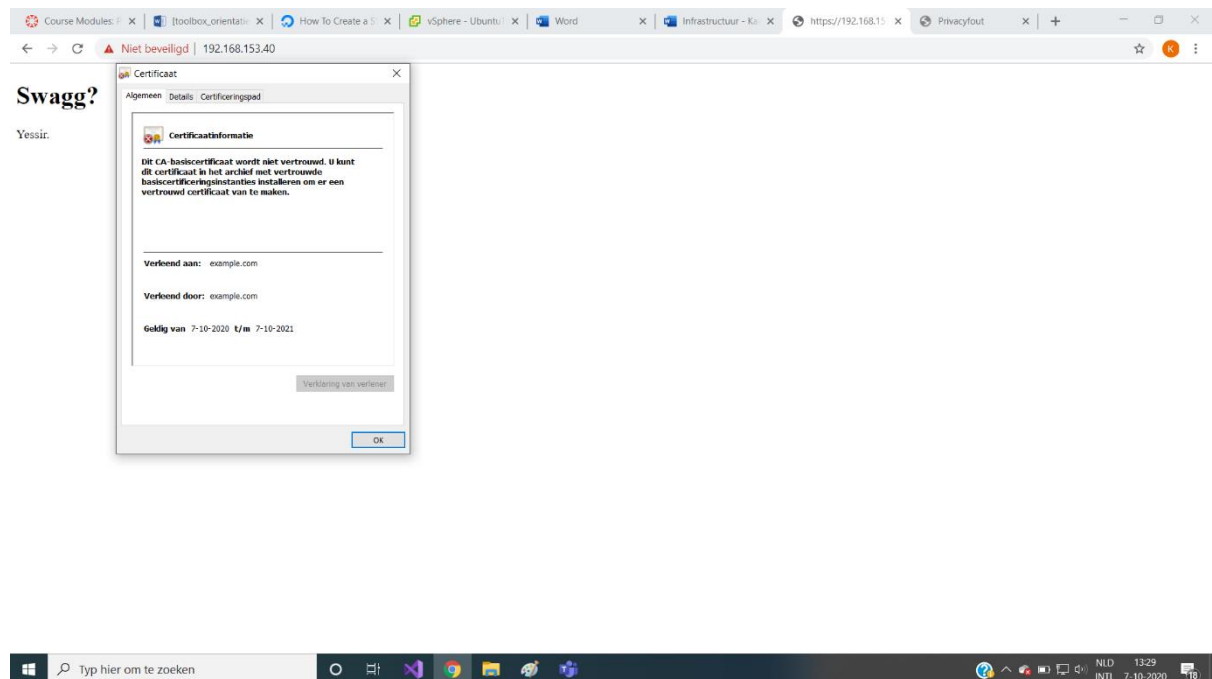 Course Modules: P
[toolbox_orientatie
How To Create a S
vSphere - Ubuntu
Word
Infrastructuur - Ka
https://192.168.15
Privacyfout
Niet beveiligd | 192.168.153.40
K
Certificaat
Algemeen Details Certificeringspad
Swagg?
Yessir.
Certificaatinformatie
Dit CA-basiscertificaat wordt niet vertrouwd. U kunt
dit certificaat in het archief met vertrouwde
basiscertificeringsinstanties installeren om er een
vertrouwd certificaat van te maken.
Verleend aan: example.com
Verleend door: example.com
Geldig van 7-10-2020 t/m 7-10-2021
Verklaring van verlener
OK
Typ hier om te zoeken
NLD 13:29
INTL 7-10-2020
18